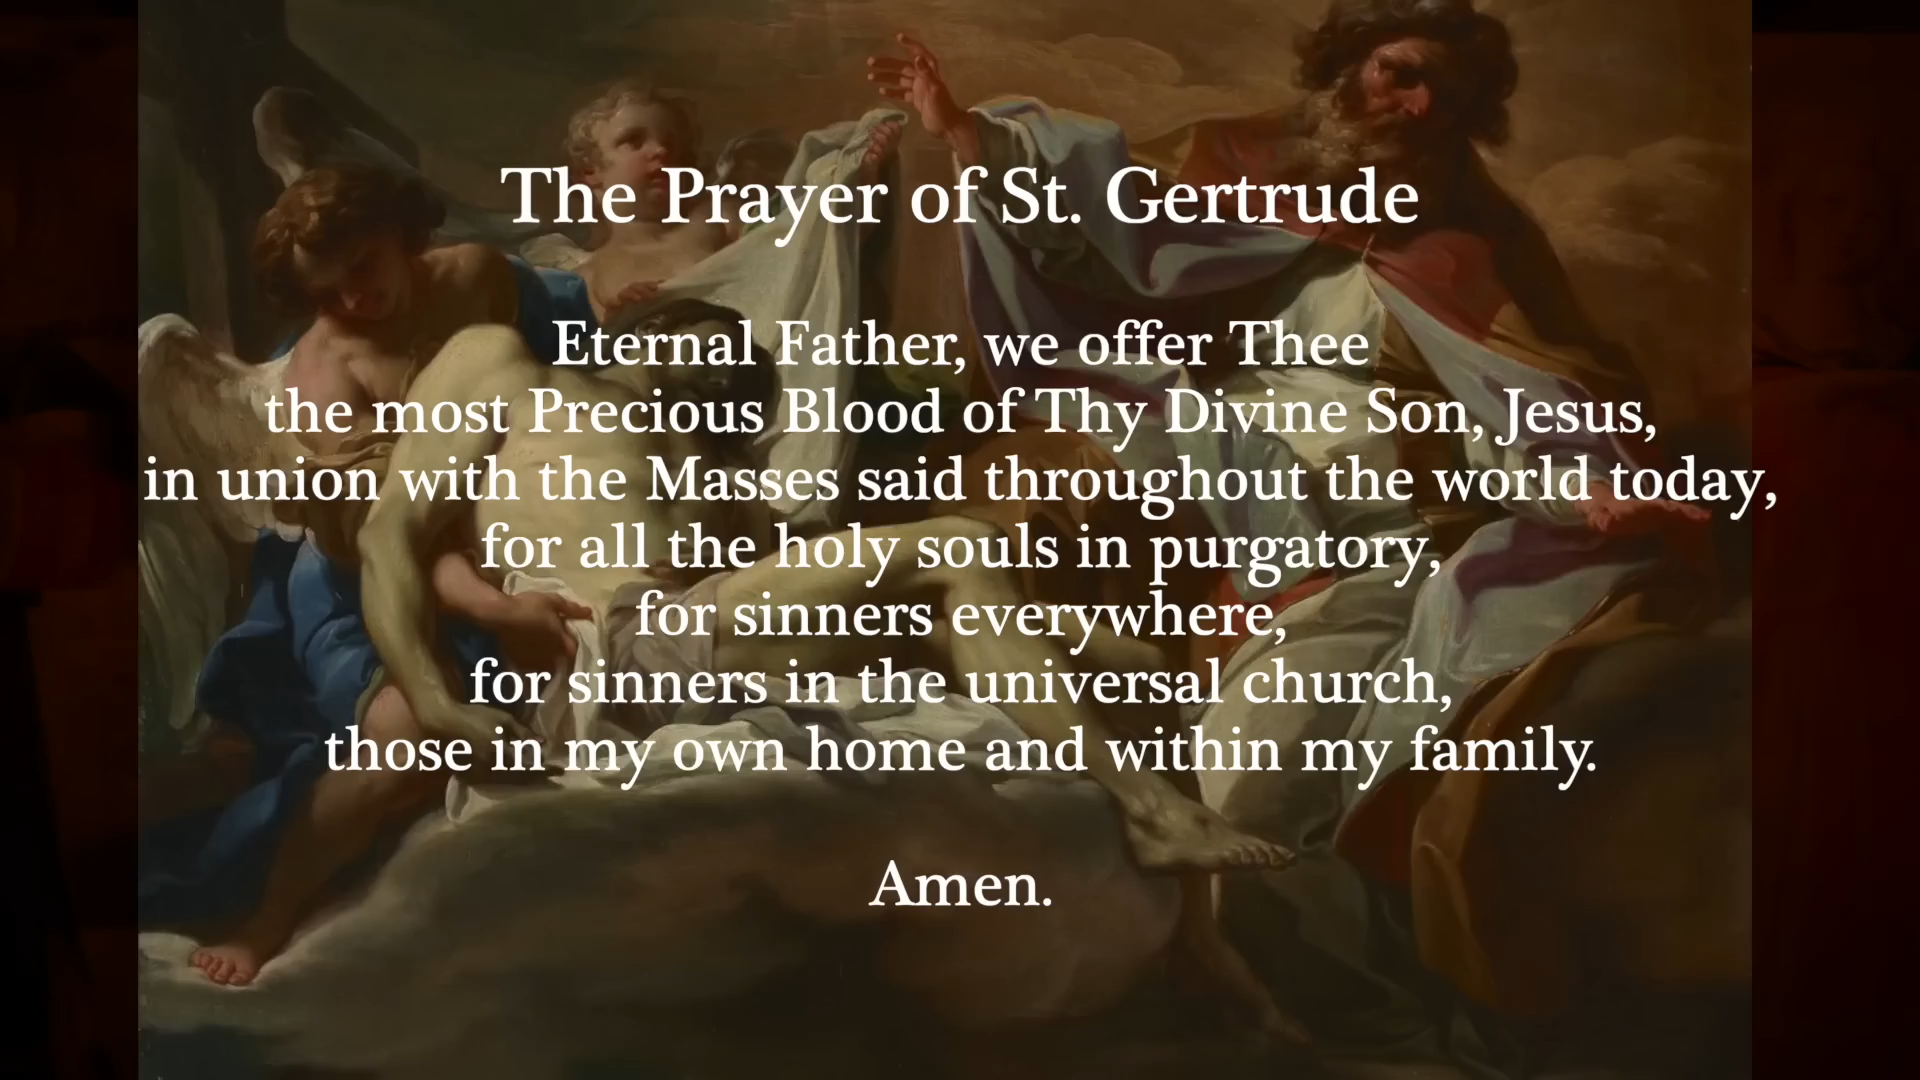 The Prayer of St. Gertrude
Eternal Father, we offer Thee
the most Precious Blood of Thy Divine Son, Jesus,
in union with the Masses said throughout the world today,
for all the holy souls in purgatory,
for sinners everywhere,
for sinners in the universal church,
those in my own home and within my family.
Amen.